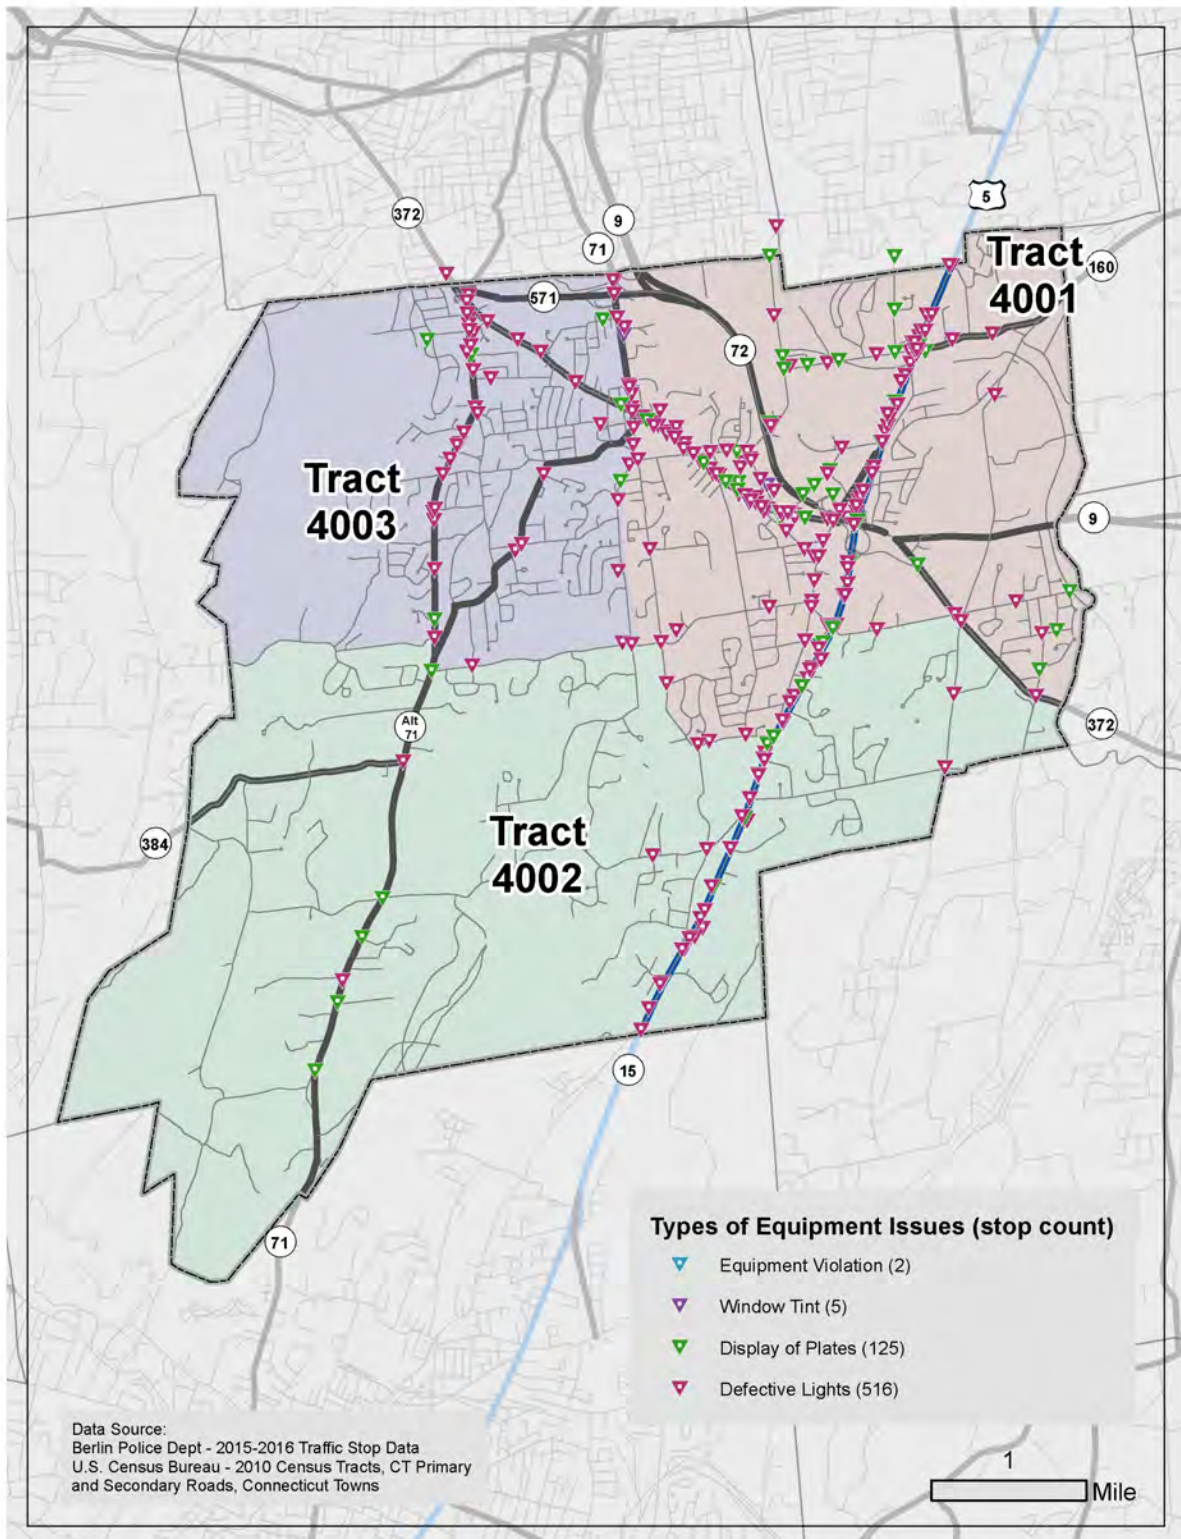 5
372
9
71
Tract
4001
160
571
72
Tract
4003
9
Alt
71
372
Tract
4002
384
15
71
Types of Equipment Issues (stop count)
Equipment Violation (2)
Window Tint (5)
Display of Plates (125)
Defective Lights (516)
Data Source:
Berlin Police Dept - 2015-2016 Traffic Stop Data
U.S. Census Bureau - 2010 Census Tracts, CT Primary
and Secondary Roads, Connecticut Towns
1
Mile